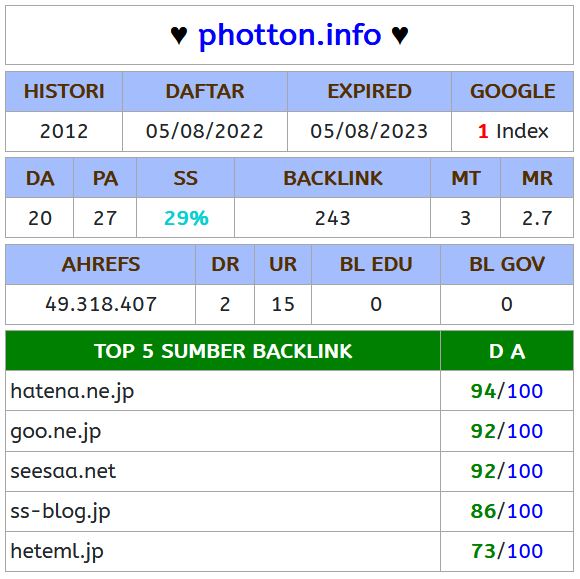 ♥ photton.info ♥
HISTORI DAFTAR EXPIRED GOOGLE
2012 05/08/2022 05/08/2023 1 Index
DA PA SS BACKLINK MT MR
20 27 29% 243 3 2.7
AHREFS DR UR BL EDU BL GOV
49.318.407 2 15 0 0
TOP 5 SUMBER BACKLINK D A
hatena.ne.jp 94/100
goo.ne.jp 92/100
seesaa.net 92/100
ss-blog.jp 86/100
heteml.jp 73/100